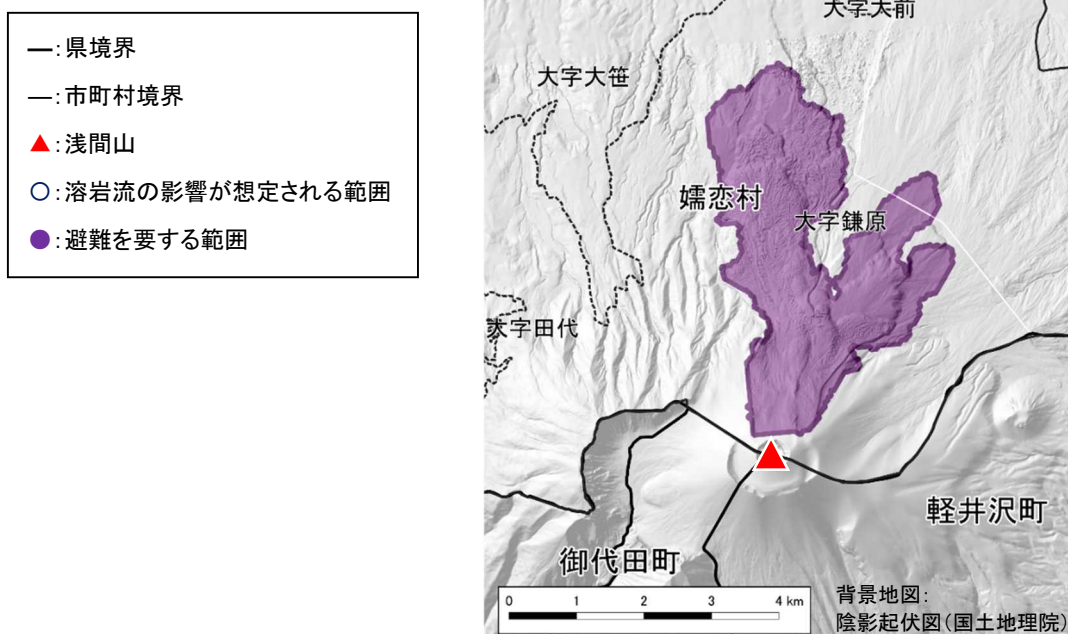 ―:県境界
―:市町村境界
▲:浅間山
○:溶岩流の影響が想定される範囲
●:避難を要する範囲
大字大前
大字大笹
嬬恋村
大字鎌原
大字田代
軽井沢町
御代田町
0 1 2 3 4 km
背景地図:
陰影起伏図(国土地理院)